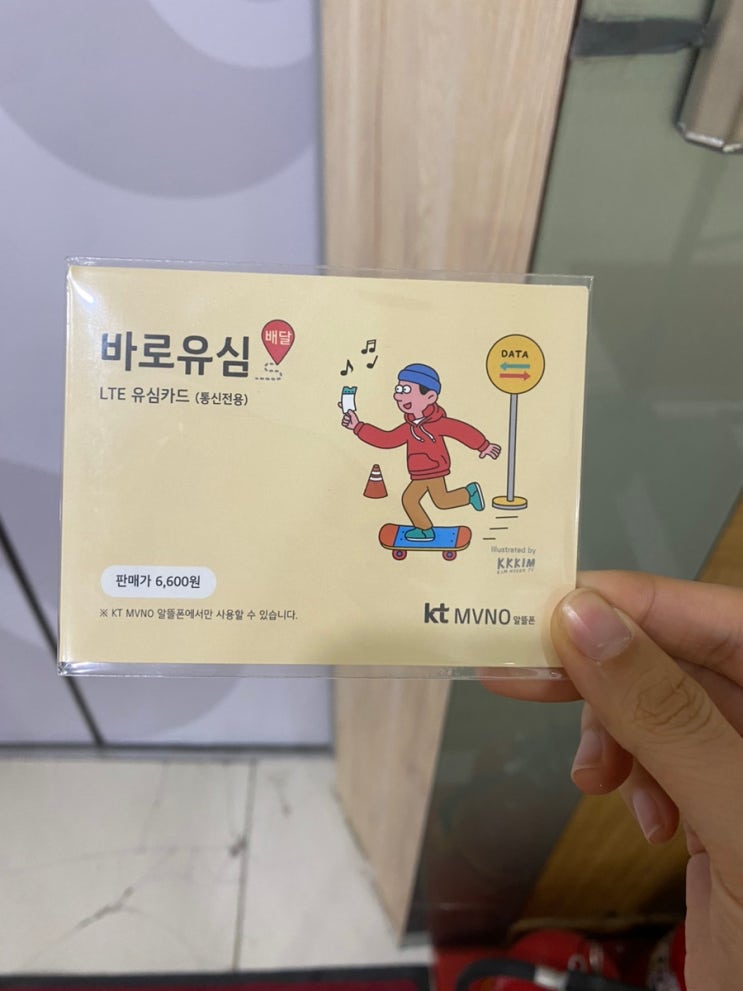 바로유심 배달
LTE 유심카드 (통신전용)
DATA
Illustrated by
KKKIM
판매가 6,600원
※ KT MVNO 알뜰폰에서만 사용할 수 있습니다.
kt MVNO 알뜰폰